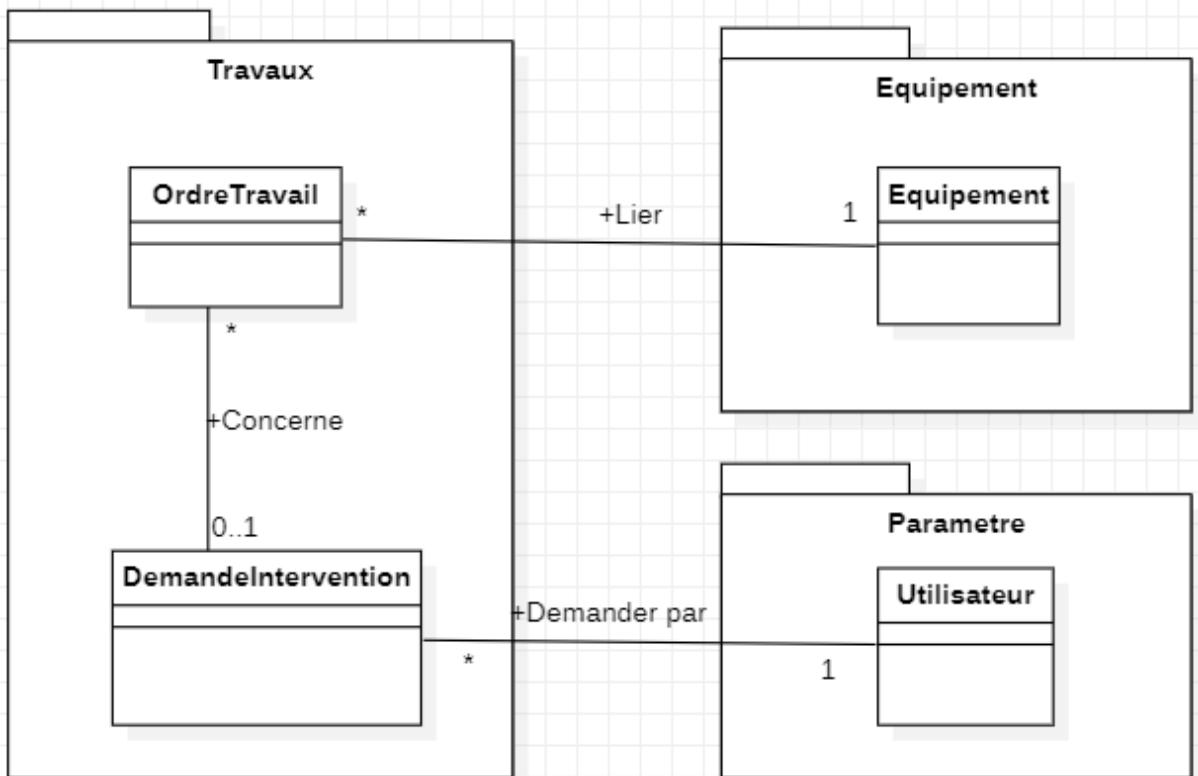 Travaux
OrdreTravail
*
*
+Concerne
0..1
DemandeIntervention
*
+Lier
1
Equipement
Equipement
+Demander par
1
Parametre
Utilisateur